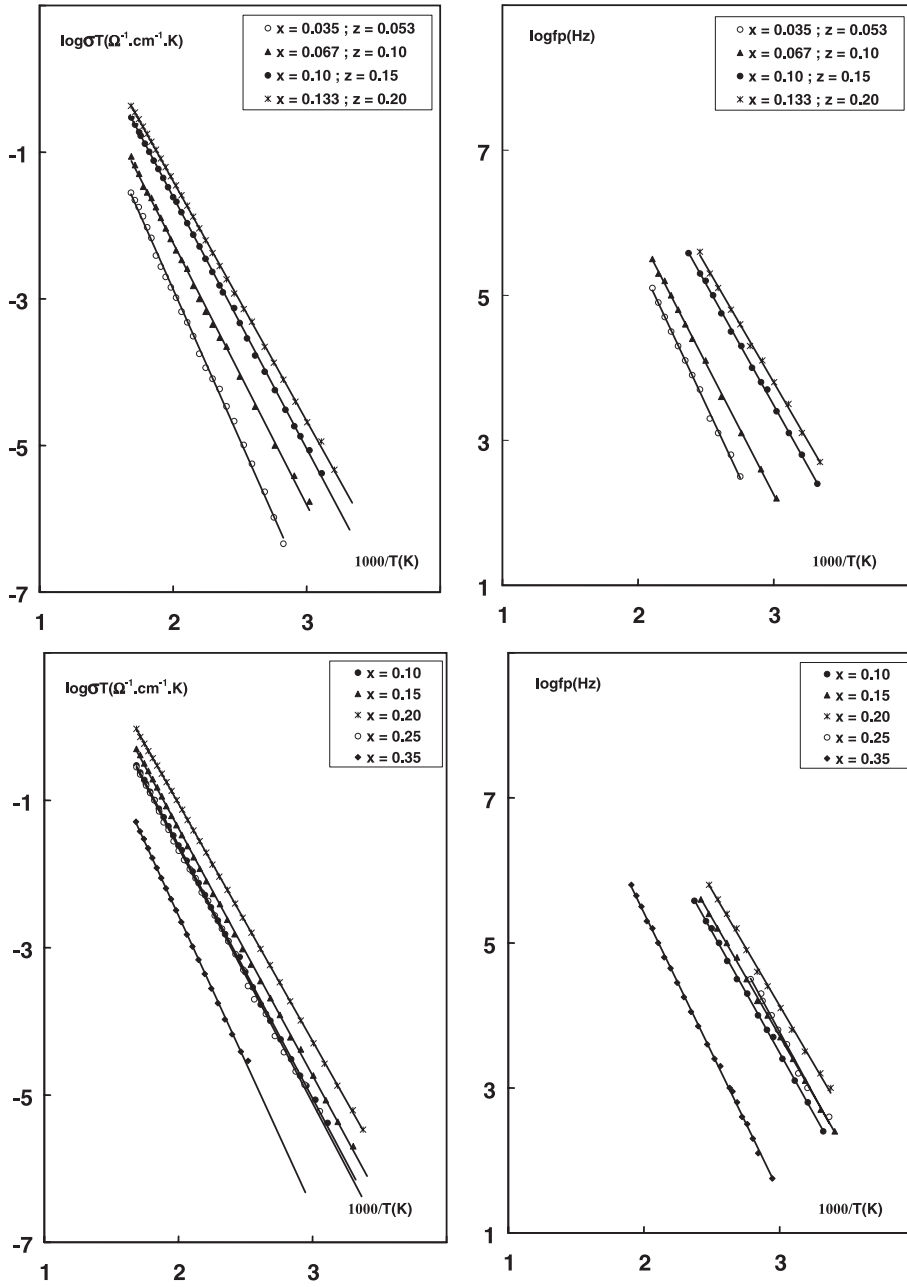 logσT(Ω⁻¹.cm⁻¹.K)
x = 0.035 ; z = 0.053
x = 0.067 ; z = 0.10
x = 0.10 ; z = 0.15
x = 0.133 ; z = 0.20
-1
-3
-5
-7
1000/T(K)
1
2
3
logfp(Hz)
x = 0.035 ; z = 0.053
x = 0.067 ; z = 0.10
x = 0.10 ; z = 0.15
x = 0.133 ; z = 0.20
7
5
3
1
1000/T(K)
1
2
3
logσT(Ω⁻¹.cm⁻¹.K)
x = 0.10
x = 0.15
x = 0.20
x = 0.25
x = 0.35
-1
-3
-5
-7
1000/T(K)
1
2
3
logfp(Hz)
x = 0.10
x = 0.15
x = 0.20
x = 0.25
x = 0.35
7
5
3
1
1000/T(K)
1
2
3